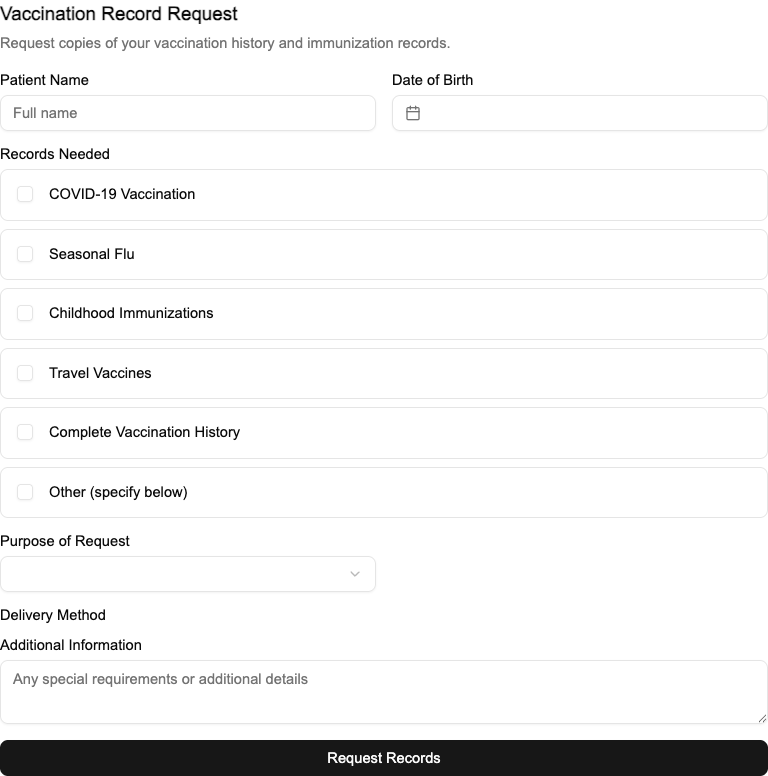 Vaccination Record Request
Request copies of your vaccination history and immunization records.
Patient Name
Date of Birth
Full name
Records Needed
COVID-19 Vaccination
Seasonal Flu
Childhood Immunizations
Travel Vaccines
Complete Vaccination History
Other (specify below)
Purpose of Request
Delivery Method
Additional Information
Any special requirements or additional details
Request Records